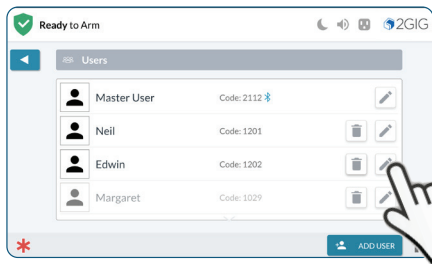 Ready to Arm
2GIG
Users
Master User Code: 2112
Neil Code: 1201
Edwin Code: 1202
Margaret Code: 1029
ADD USER